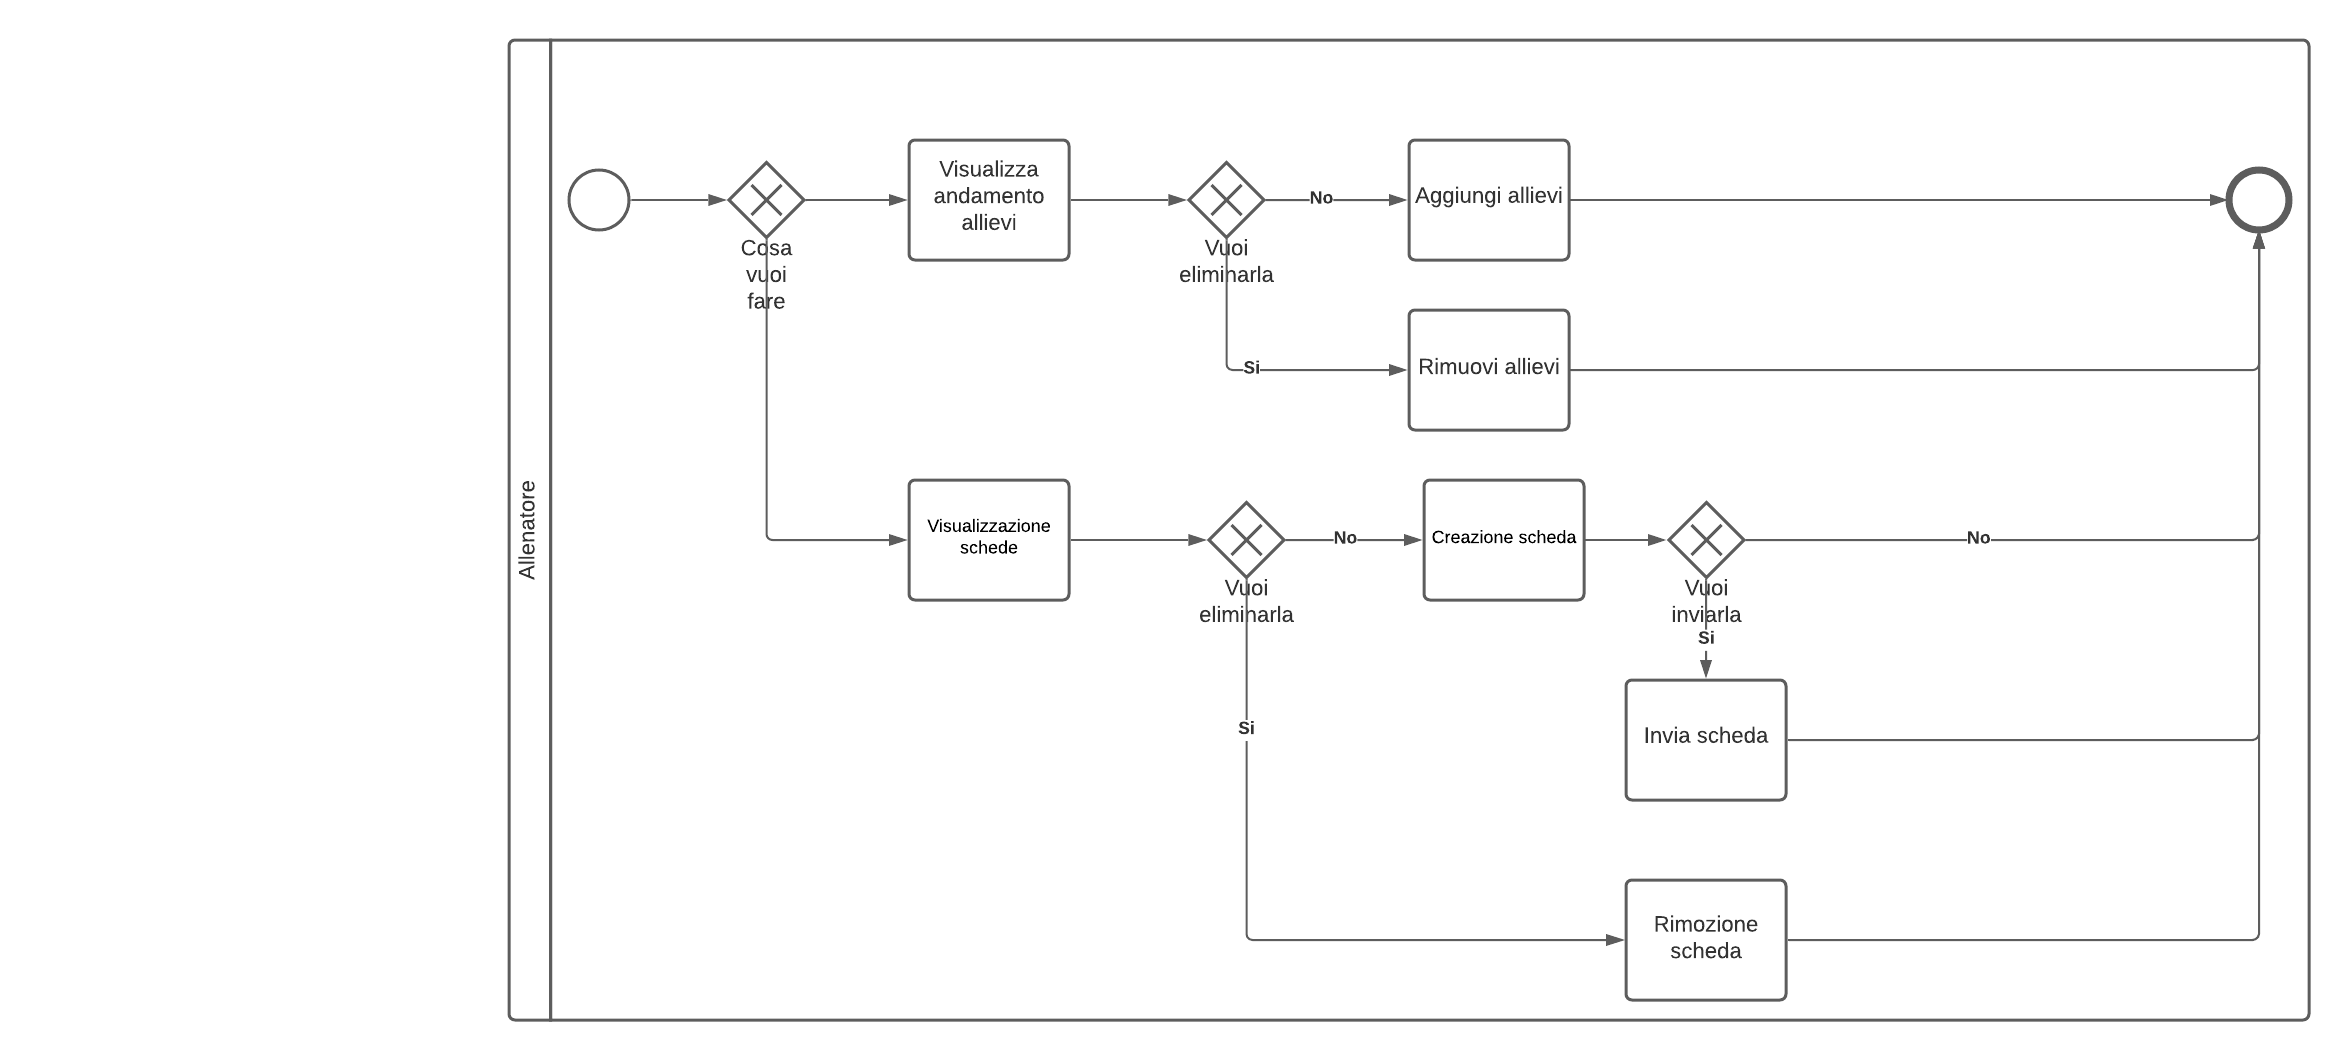 Allenatore
Cosa
vuoi
fare
Visualizza
andamento
allievi
Vuoi
eliminarla
No
Aggiungi allievi
Si
Rimuovi allievi
Visualizzazione
schede
Vuoi
eliminarla
No
Creazione scheda
Vuoi
inviarla
No
Si
Invia scheda
Si
Rimozione
scheda